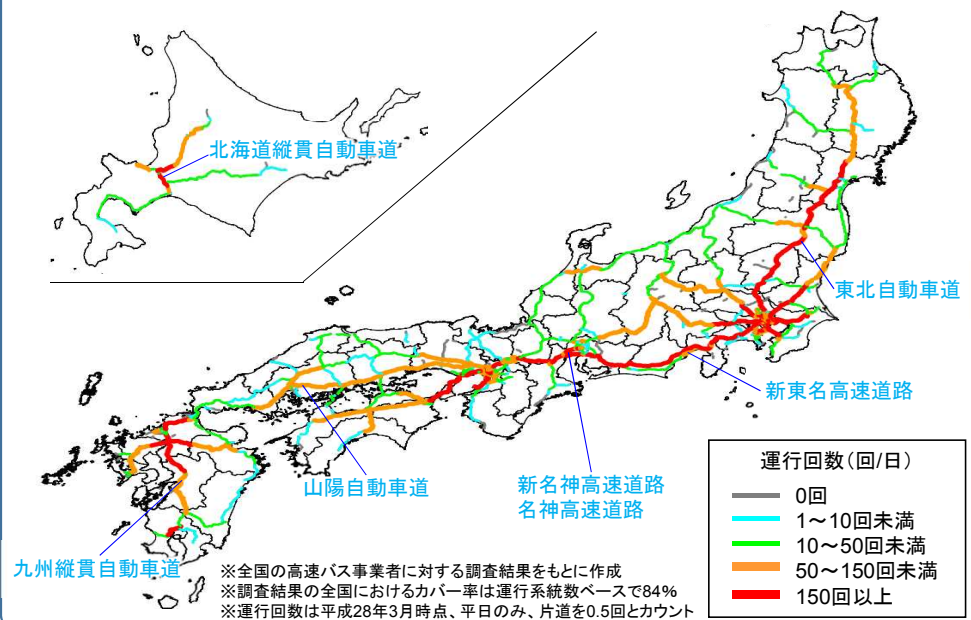 北海道縦貫自動車道
東北自動車道
新東名高速道路
新名神高速道路
名神高速道路
山陽自動車道
九州縦貫自動車道
運行回数(回/日)
0回
1~10回未満
10~50回未満
50~150回未満
150回以上
※全国の高速バス事業者に対する調査結果をもとに作成
※調査結果の全国におけるカバー率は運行系統数ベースで84%
※運行回数は平成28年3月時点、平日のみ、片道を0.5回とカウント